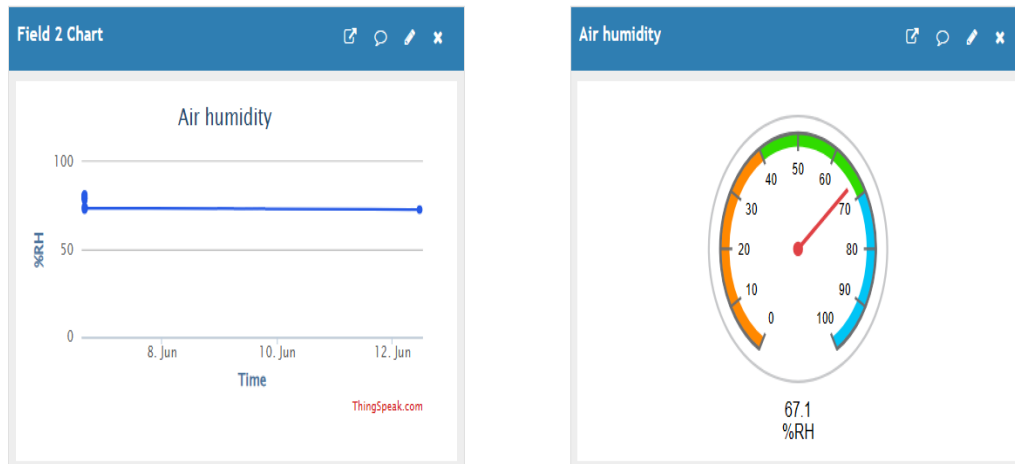 Field 2 Chart
Air humidity
100
50
0
%RH
8. Jun
10. Jun
12. Jun
Time
ThingSpeak.com
Air humidity
0
10
20
30
40
50
60
70
80
90
100
67.1
%RH